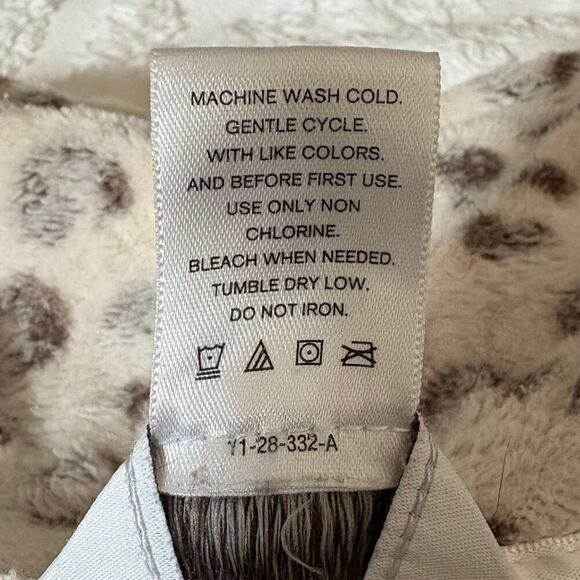 MACHINE WASH COLD.
GENTLE CYCLE.
WITH LIKE COLORS.
AND BEFORE FIRST USE.
USE ONLY NON
CHLORINE.
BLEACH WHEN NEEDED.
TUMBLE DRY LOW.
DO NOT IRON.
Y1-28-332-A